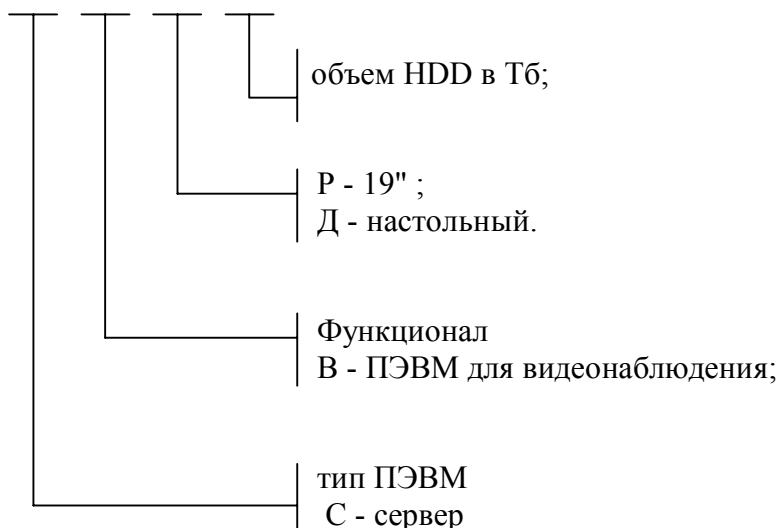 объем HDD в Тб;
Р - 19" ;
Д - настольный.
Функционал
В - ПЭВМ для видеонаблюдения;
тип ПЭВМ
С - сервер